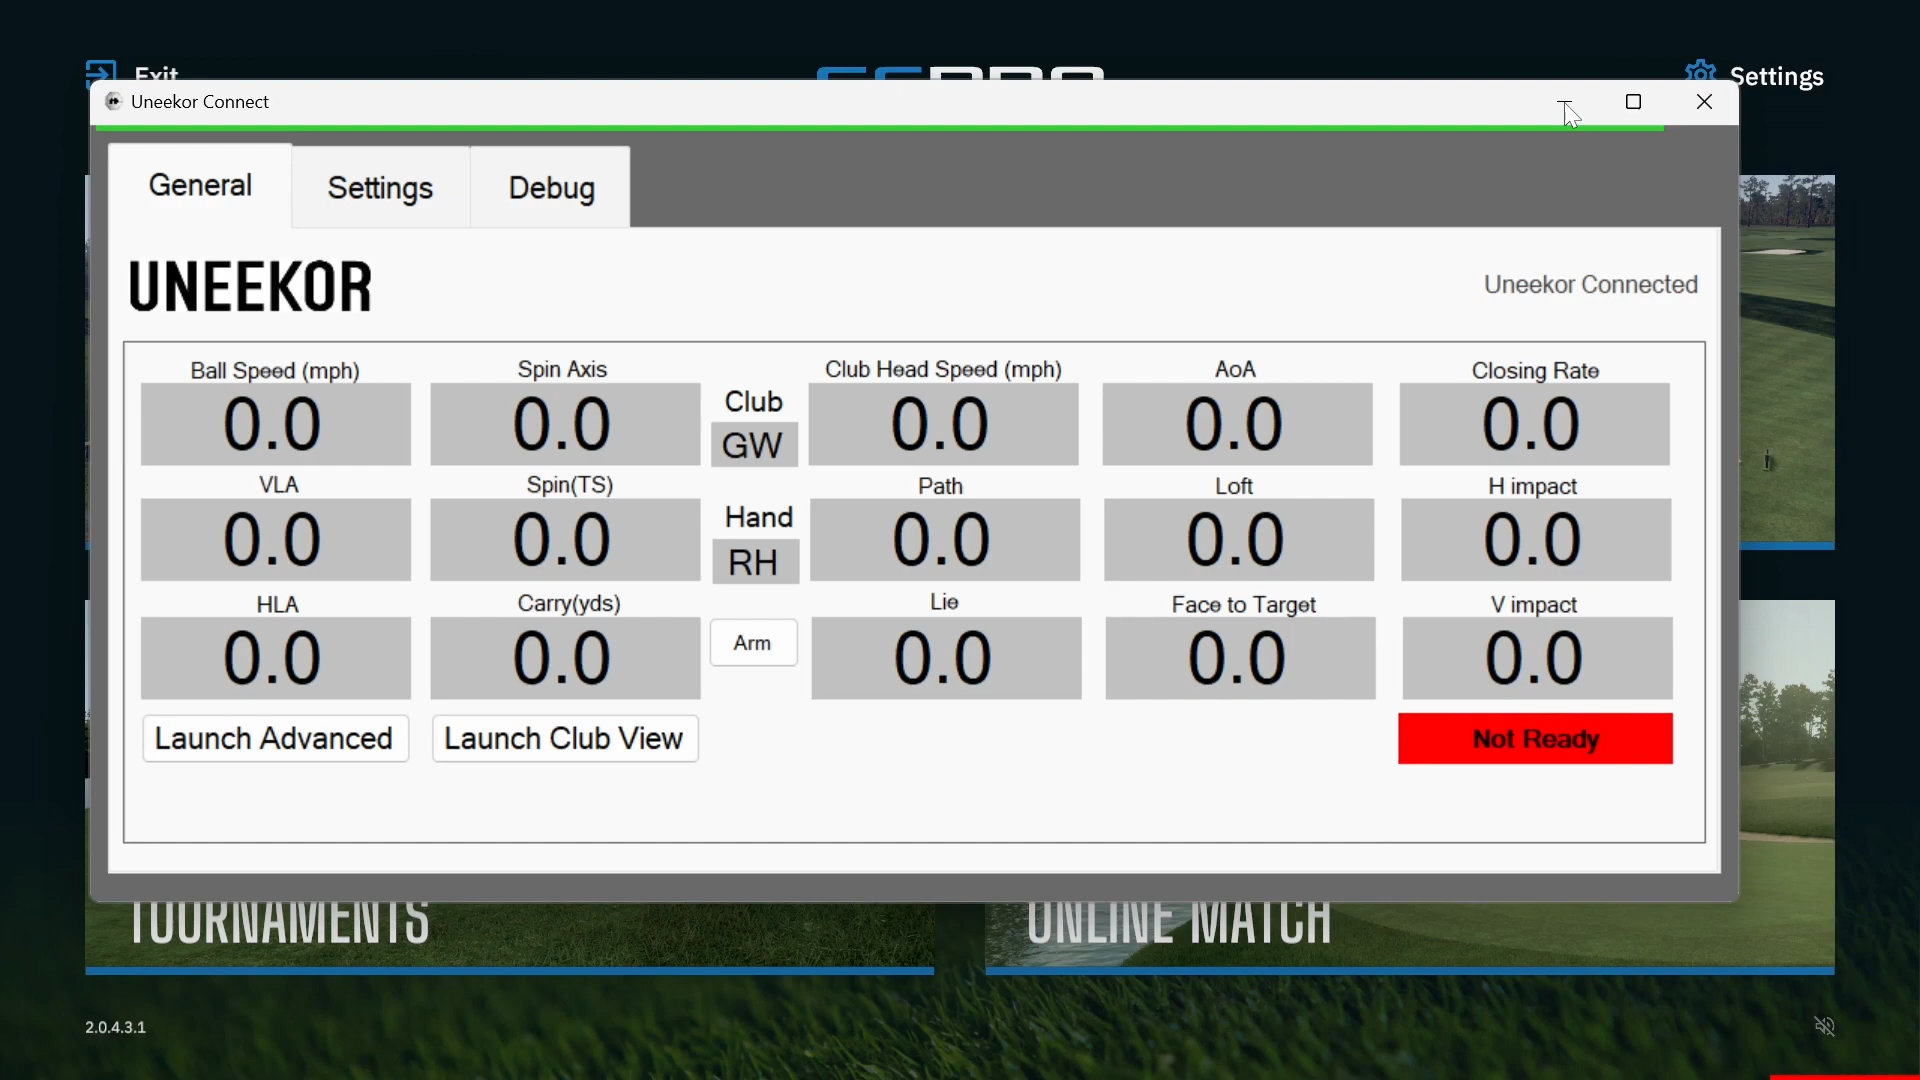 Exit
Settings
Uneekor Connect
General Settings Debug
UNEEKOR
Uneekor Connected
Ball Speed (mph) Spin Axis Club Head Speed (mph) AoA Closing Rate
Club
0.0 0.0 GW 0.0 0.0 0.0
VLA Spin(TS) Path Loft H impact
Hand
0.0 0.0 RH 0.0 0.0 0.0
HLA Carry(yds) Lie Face to Target V impact
0.0 0.0 Arm 0.0 0.0 0.0
Launch Advanced Launch Club View Not Ready
TOURNAMENTS ONLINE MATCH
2.0.4.3.1